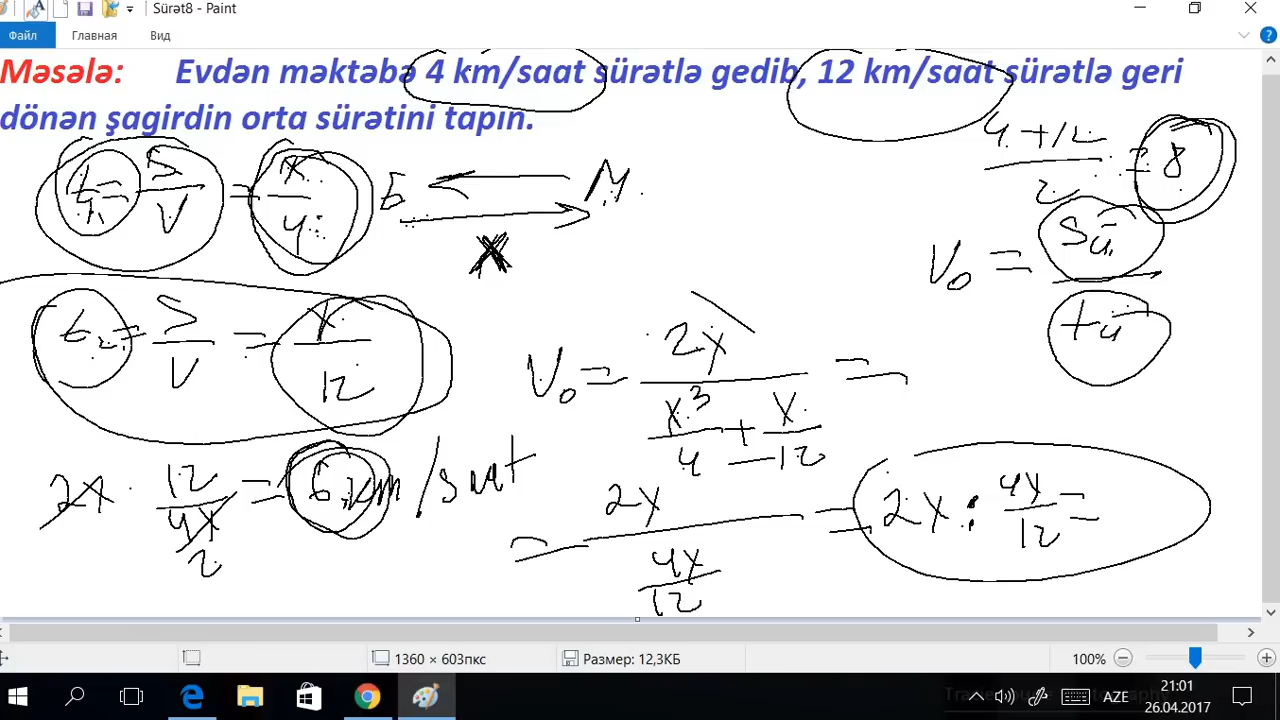 Sürət8 - Paint
Файл Главная Вид
Məsələ: Evdən məktəbə 4 km/saat sürətlə gedib, 12 km/saat sürətlə geri
dönən şagirdin orta sürətini tapın.
4+12 / 2 = 8
t₁ = S/V = x/4
E M
x
V₀ = Sü / tü
t₂ = S/V = x/12
V₀ = 2x / (x³/4 + x/12) =
2x · 12/4x = 6 km/saat
2
= 2x / (4x/12) = 2x : 4x/12 =
1360 × 603пкс Размер: 12,3КБ 100%
AZE
21:01
26.04.2017